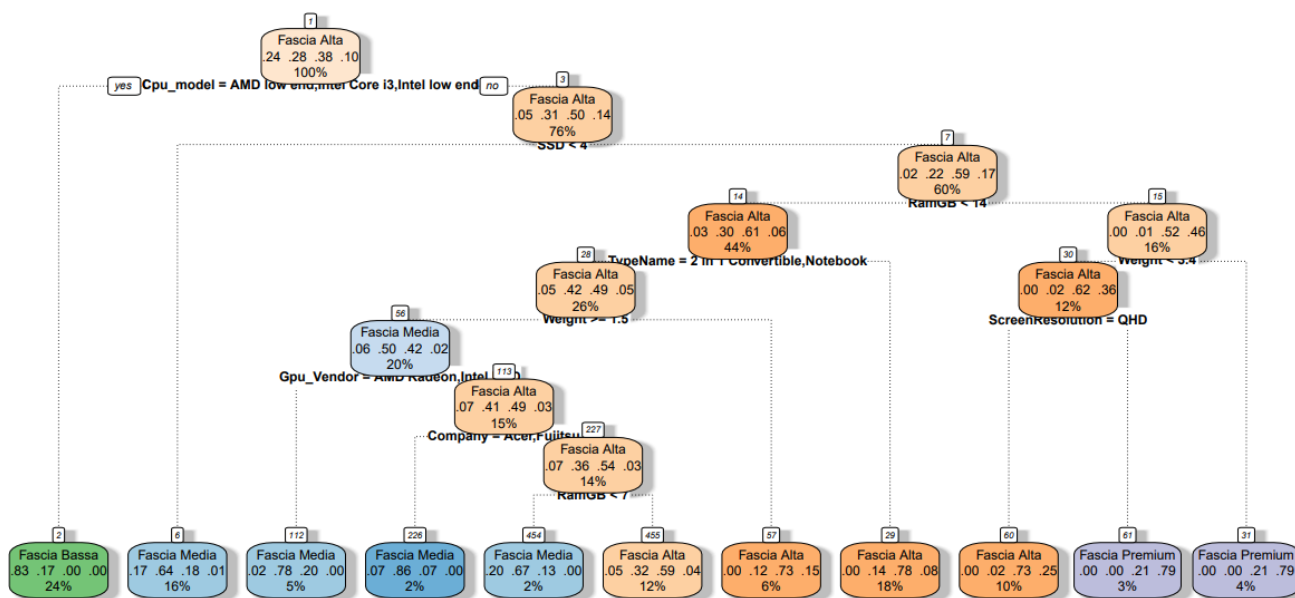 1
Fascia Alta
.24 .28 .38 .10
100%
yes Cpu_model = AMD low end,Intel Core i3,Intel low end no
3
Fascia Alta
.05 .31 .50 .14
76%
SSD < 4
7
Fascia Alta
.02 .22 .59 .17
60%
RamGB < 14
14
Fascia Alta
.03 .30 .61 .06
44%
TypeName = 2 in 1 Convertible,Notebook
15
Fascia Alta
.00 .01 .52 .46
16%
Weight < 3.4
28
Fascia Alta
.05 .42 .49 .05
26%
Weight >= 1.5
30
Fascia Alta
.00 .02 .62 .36
12%
ScreenResolution = QHD
56
Fascia Media
.06 .50 .42 .02
20%
Gpu_Vendor = AMD Radeon,Intel
113
Fascia Alta
.07 .41 .49 .03
15%
Company = Acer,Fujitsu
227
Fascia Alta
.07 .36 .54 .03
14%
RamGB < 7
2
Fascia Bassa
.83 .17 .00 .00
24%
6
Fascia Media
.17 .64 .18 .01
16%
112
Fascia Media
.02 .78 .20 .00
5%
226
Fascia Media
.07 .86 .07 .00
2%
454
Fascia Media
.20 .67 .13 .00
2%
455
Fascia Alta
.05 .32 .59 .04
12%
57
Fascia Alta
.00 .12 .73 .15
6%
29
Fascia Alta
.00 .14 .78 .08
18%
60
Fascia Alta
.00 .02 .73 .25
10%
61
Fascia Premium
.00 .00 .21 .79
3%
31
Fascia Premium
.00 .00 .21 .79
4%